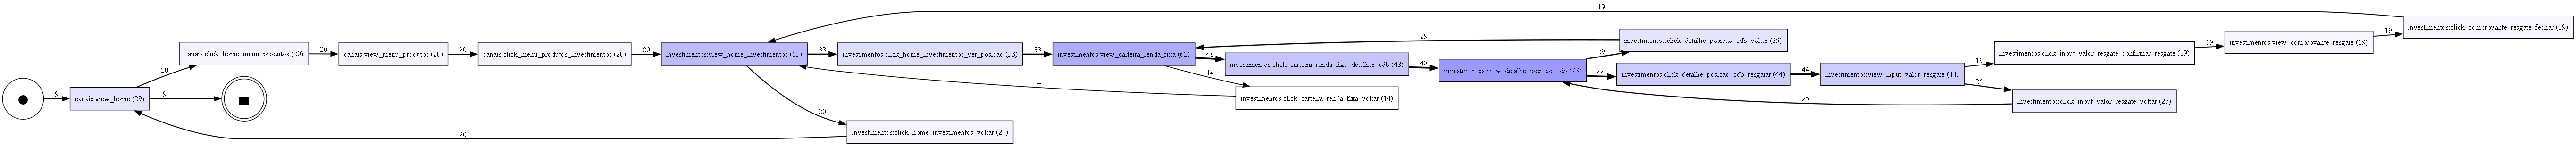 9
canais:view_home (29)
20
9
canais:click_home_menu_produtos (20)
20
canais:view_menu_produtos (20)
20
canais:click_menu_produtos_investimentos (20)
20
investimentos:view_home_investimentos (53)
33
investimentos:click_home_investimentos_ver_posicao (33)
33
investimentos:view_carteira_renda_fixa (62)
48
investimentos:click_carteira_renda_fixa_detalhar_cdb (48)
48
investimentos:view_detalhe_posicao_cdb (73)
29
investimentos:click_detalhe_posicao_cdb_voltar (29)
29
44
investimentos:click_detalhe_posicao_cdb_resgatar (44)
44
investimentos:view_input_valor_resgate (44)
19
investimentos:click_input_valor_resgate_confirmar_resgate (19)
19
investimentos:view_comprovante_resgate (19)
19
investimentos:click_comprovante_resgate_fechar (19)
19
25
investimentos:click_input_valor_resgate_voltar (25)
25
14
investimentos:click_carteira_renda_fixa_voltar (14)
14
20
investimentos:click_home_investimentos_voltar (20)
20